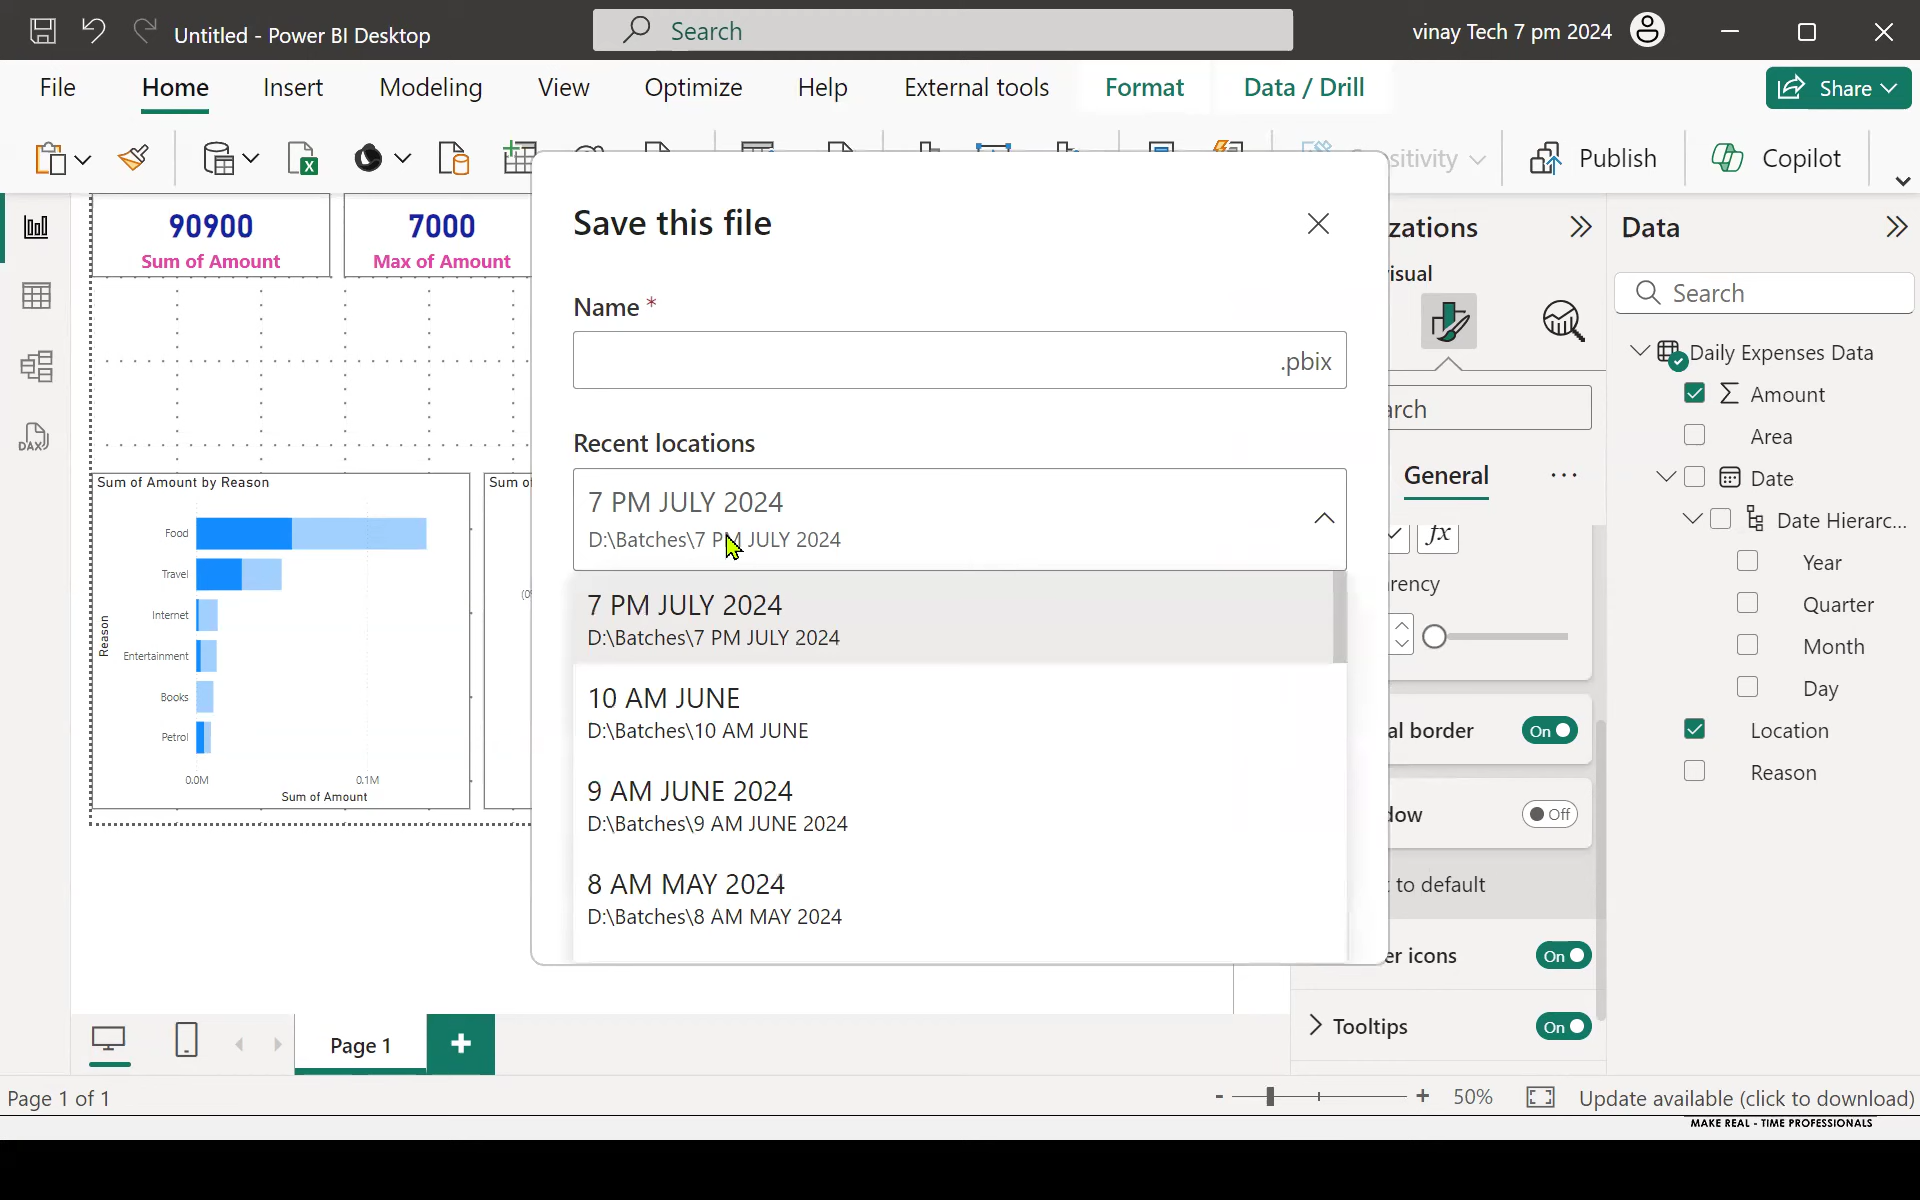 Untitled - Power BI Desktop
Search
vinay Tech 7 pm 2024
File
Home
Insert
Modeling
View
Optimize
Help
External tools
Format
Data / Drill
Share
sitivity
Publish
Copilot
90900
Sum of Amount
7000
Max of Amount
Sum of Amount by Reason
Sum o
Food
Travel
Internet
Entertainment
Books
Petrol
Reason
0.0M
0.1M
Sum of Amount
Save this file
Name *
.pbix
Recent locations
7 PM JULY 2024
D:\Batches\7 PM JULY 2024
7 PM JULY 2024
D:\Batches\7 PM JULY 2024
10 AM JUNE
D:\Batches\10 AM JUNE
9 AM JUNE 2024
D:\Batches\9 AM JUNE 2024
8 AM MAY 2024
D:\Batches\8 AM MAY 2024
zations
isual
arch
General
fx
rency
al border
On
dow
Off
to default
er icons
On
Tooltips
On
Data
Search
Daily Expenses Data
Amount
Area
Date
Date Hierarc...
Year
Quarter
Month
Day
Location
Reason
DAX
Page 1
Page 1 of 1
- + 50%
Update available (click to download)
MAKE REAL - TIME PROFESSIONALS